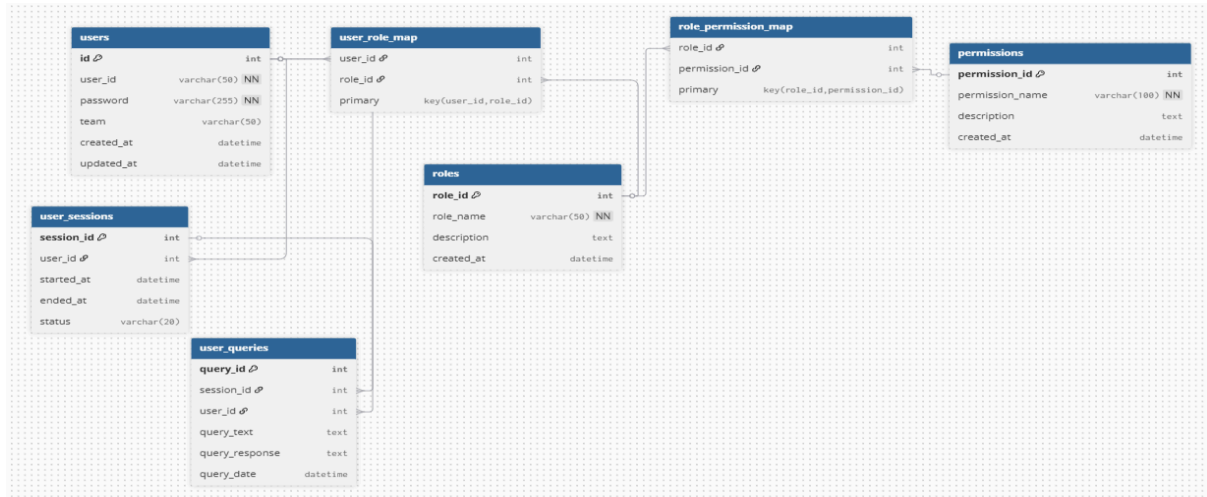 users
id int
user_id varchar(50) NN
password varchar(255) NN
team varchar(50)
created_at datetime
updated_at datetime
user_role_map
user_id int
role_id int
primary key(user_id,role_id)
role_permission_map
role_id int
permission_id int
primary key(role_id,permission_id)
permissions
permission_id int
permission_name varchar(100) NN
description text
created_at datetime
roles
role_id int
role_name varchar(50) NN
description text
created_at datetime
user_sessions
session_id int
user_id int
started_at datetime
ended_at datetime
status varchar(20)
user_queries
query_id int
session_id int
user_id int
query_text text
query_response text
query_date datetime